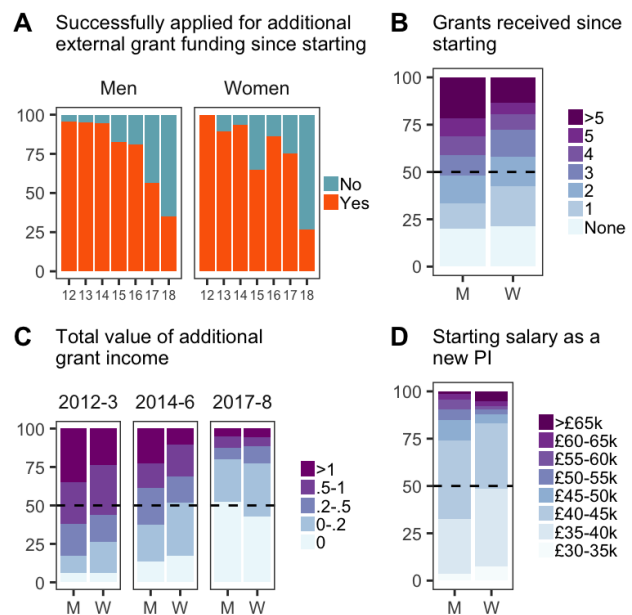 A Successfully applied for additional
external grant funding since starting
Men Women
100
75
50
25
0
12 13 14 15 16 17 18 12 13 14 15 16 17 18
No
Yes
B Grants received since
starting
100
75
50
25
0
M W
>5
5
4
3
2
1
None
C Total value of additional
grant income
2012-3 2014-6 2017-8
100
75
50
25
0
M W M W M W
>1
.5-1
.2-.5
0-.2
0
D Starting salary as a
new PI
100
75
50
25
0
M W
>£65k
£60-65k
£55-60k
£50-55k
£45-50k
£40-45k
£35-40k
£30-35k